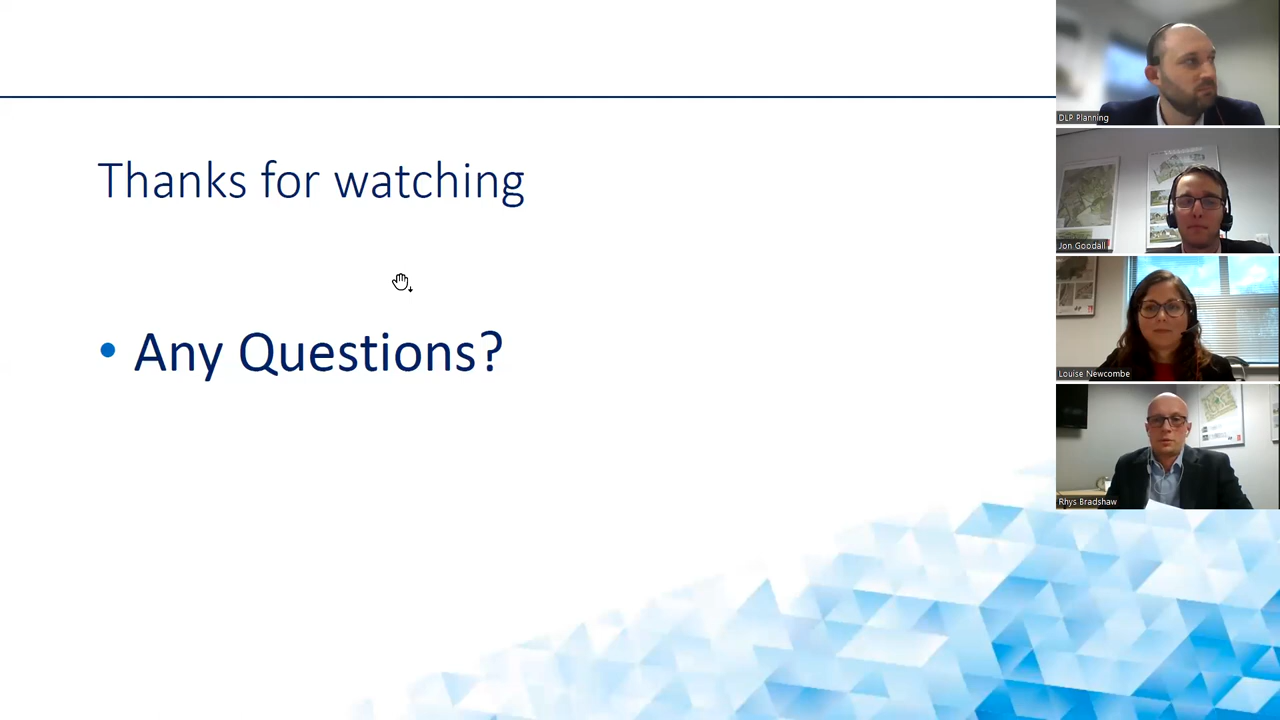 Thanks for watching
• Any Questions?
DLP Planning
Jon Goodall
Louise Newcombe
Rhys Bradshaw